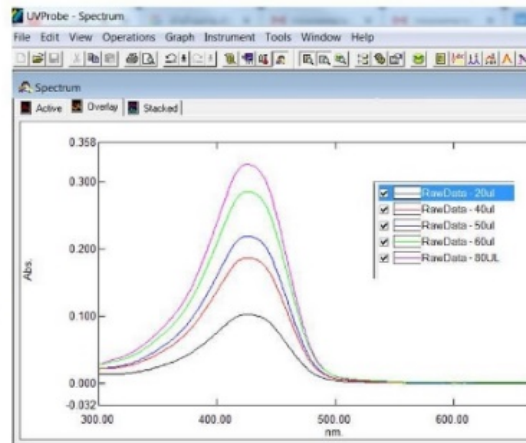 UVProbe - Spectrum
File Edit View Operations Graph Instrument Tools Window Help
Spectrum
Active Overlay Stacked
0.358
0.300
0.200
0.100
0.000
-0.032
Abs.
RawData - 20ul
RawData - 40ul
RawData - 50ul
RawData - 60ul
RawData - 80UL
300.00 400.00 500.00 600.00
nm.